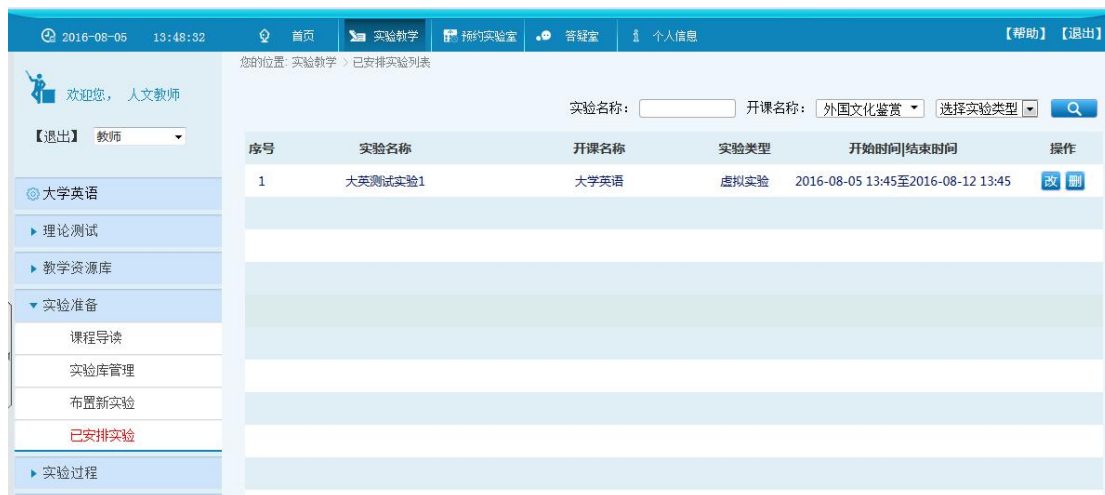 2016-08-05 13:48:32 首页 实验教学 预约实验室 答疑室 个人信息 【帮助】 【退出】
您的位置: 实验教学 > 已安排实验列表
欢迎您, 人文教师
实验名称: 开课名称: 外国文化鉴赏 选择实验类型
【退出】 教师
序号 实验名称 开课名称 实验类型 开始时间|结束时间 操作
1 大英测试实验1 大学英语 虚拟实验 2016-08-05 13:45至2016-08-12 13:45 改 删
大学英语
理论测试
教学资源库
实验准备
课程导读
实验库管理
布置新实验
已安排实验
实验过程